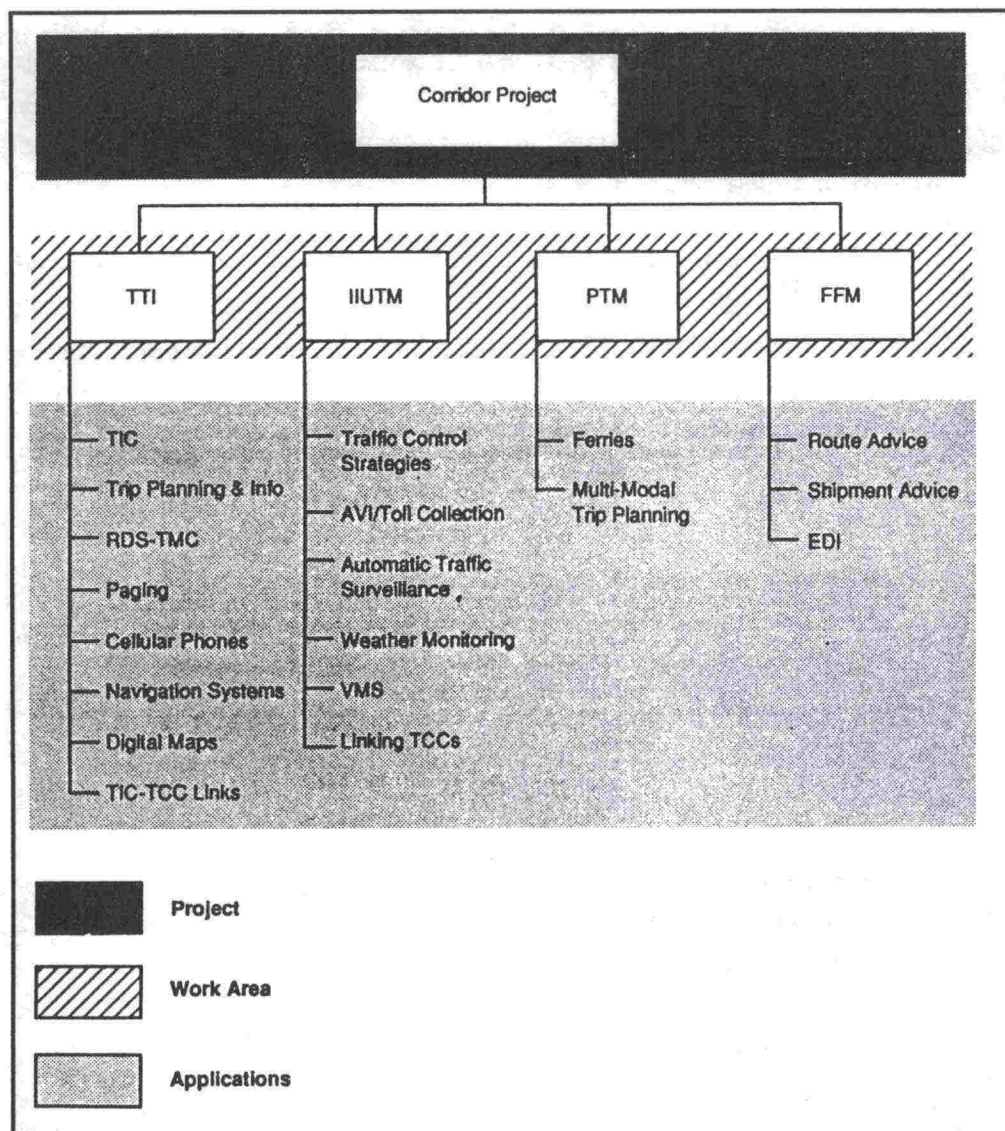 Corridor Project
TTI
IIUTM
PTM
FFM
TIC
Trip Planning & Info
RDS-TMC
Paging
Cellular Phones
Navigation Systems
Digital Maps
TIC-TCC Links
Traffic Control
Strategies
AVI/Toll Collection
Automatic Traffic
Surveillance
Weather Monitoring
VMS
Linking TCCs
Ferries
Multi-Modal
Trip Planning
Route Advice
Shipment Advice
EDI
Project
Work Area
Applications